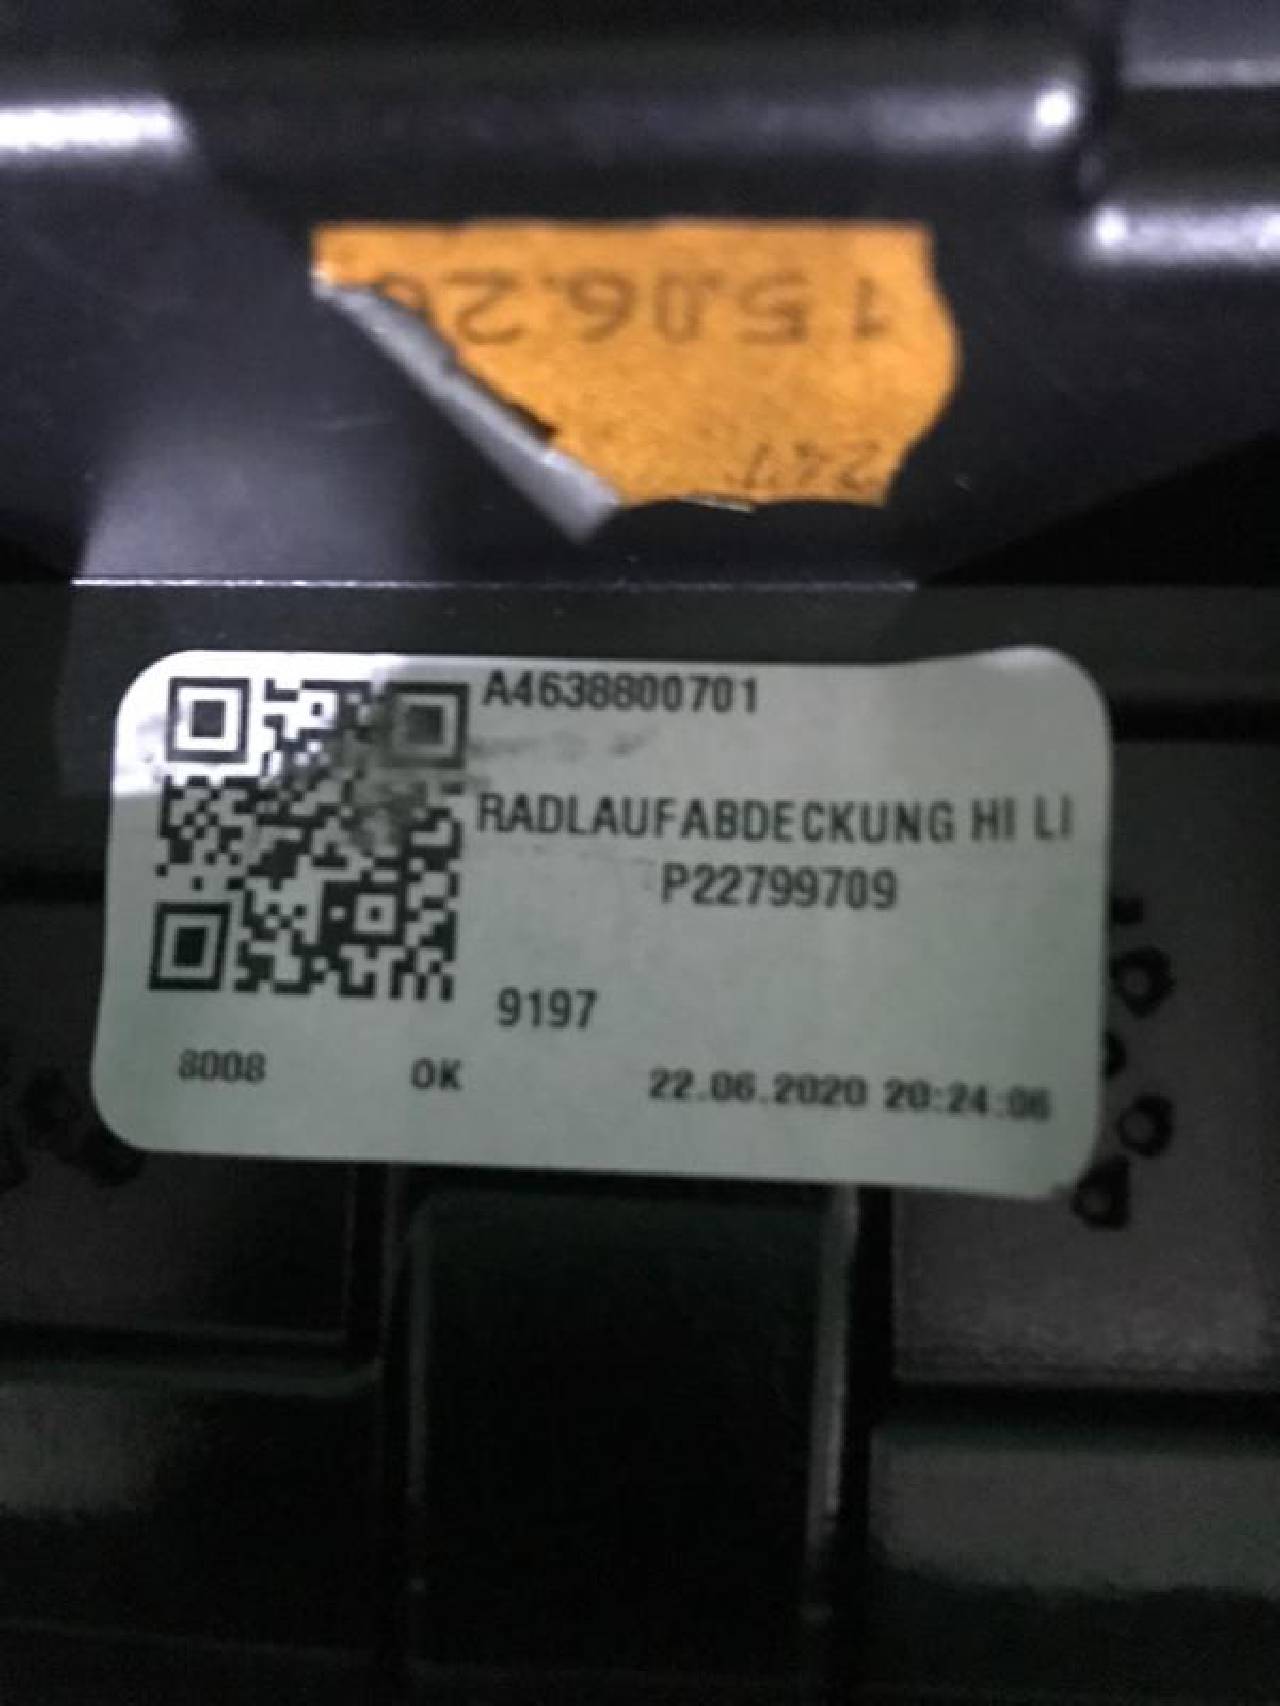 15.06.20
247
A4638800701
RADLAUFABDECKUNG HI LI
P22799709
9197
8008 OK 22.06.2020 20:24:06